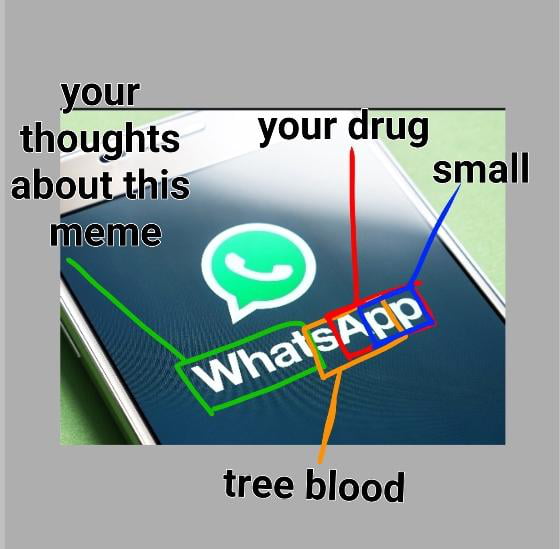 your
thoughts
about this
meme
your drug
small
WhatsApp
tree blood